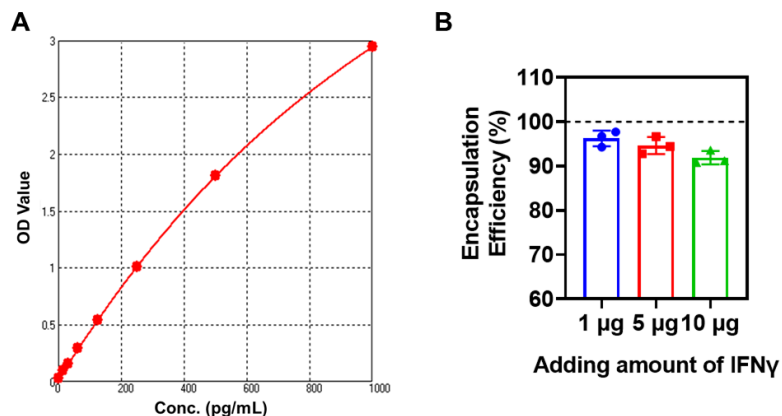 A
OD Value
3
2.5
2
1.5
1
0.5
0
0 200 400 600 800 1000
Conc. (pg/mL)
B
Encapsulation
Efficiency (%)
110
100
90
80
70
60
1 μg 5 μg 10 μg
Adding amount of IFNγ